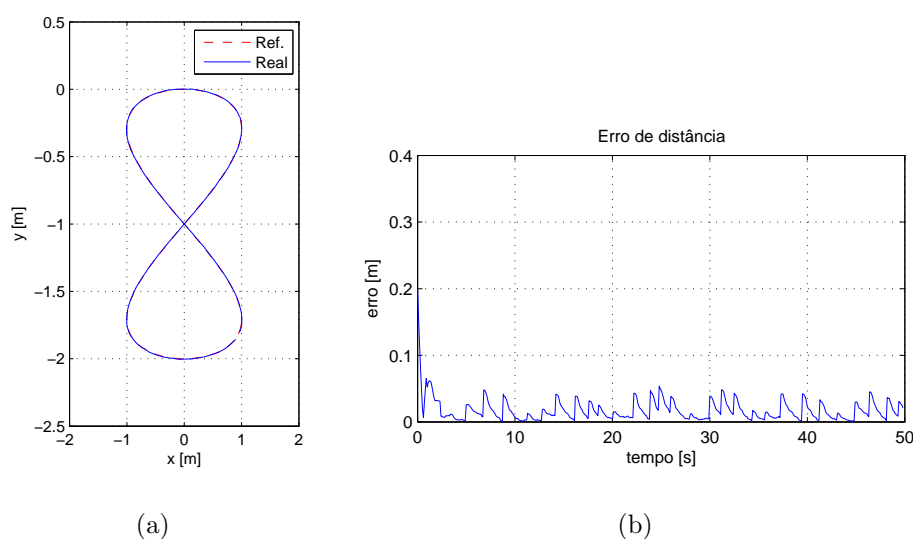 0.5
0
−0.5
−1
−1.5
−2
−2.5
−2 −1 0 1 2
x [m]
y [m]
Ref.
Real
(a)
Erro de distância
0.4
0.3
0.2
0.1
0
0 10 20 30 40 50
tempo [s]
erro [m]
(b)